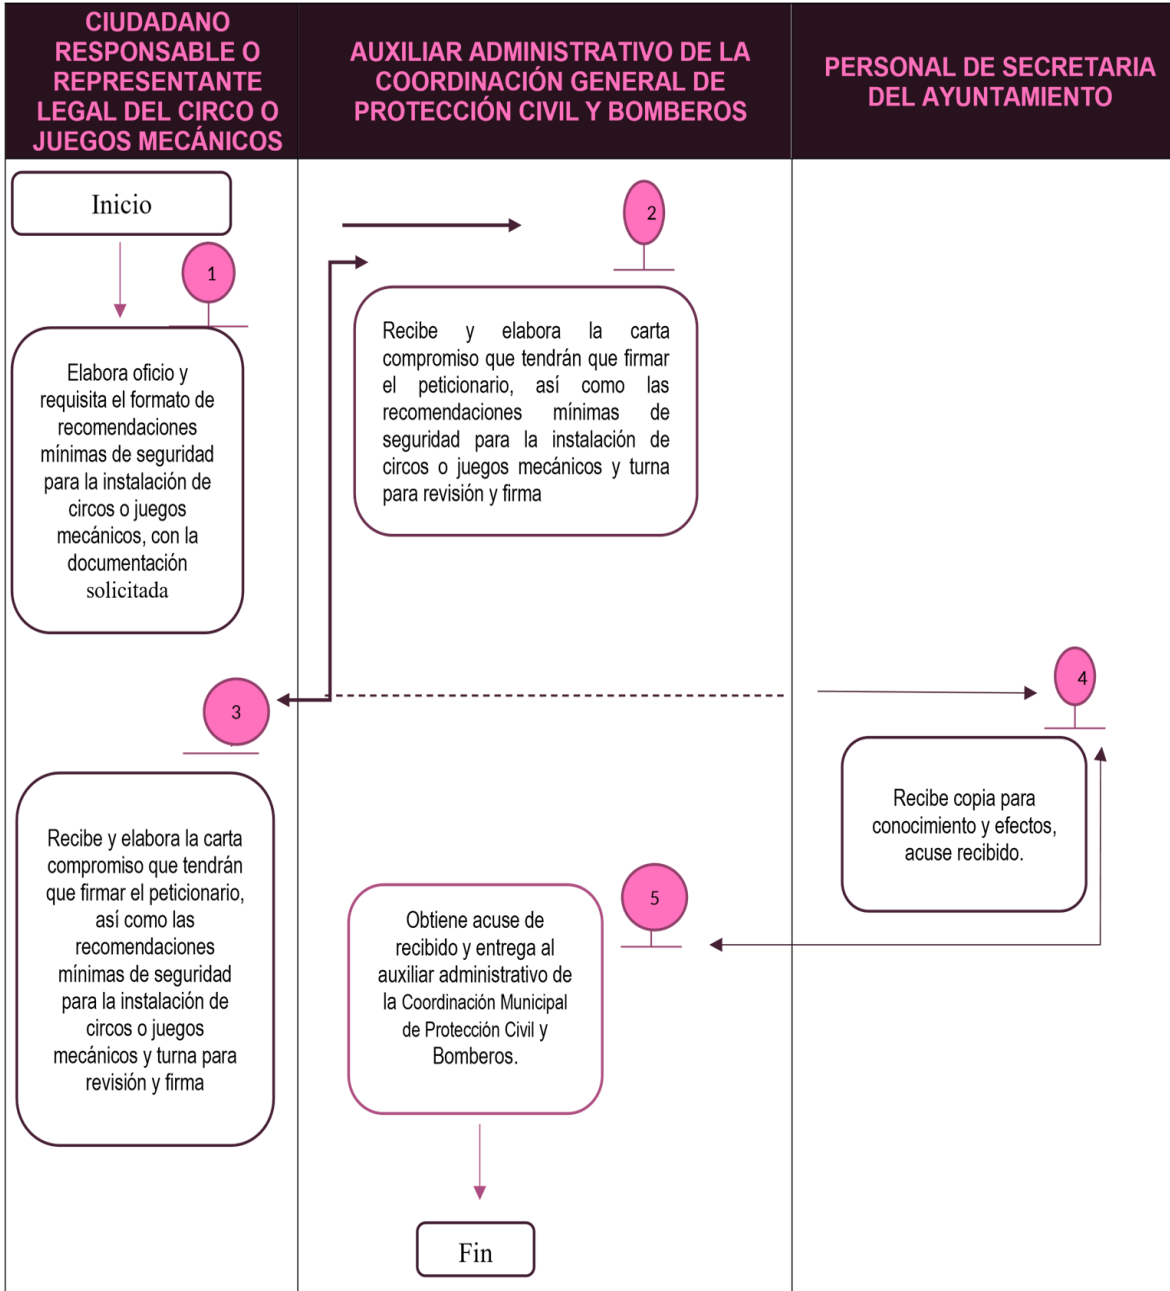 CIUDADANO
RESPONSABLE O
REPRESENTANTE
LEGAL DEL CIRCO O
JUEGOS MECÁNICOS
AUXILIAR ADMINISTRATIVO DE LA
COORDINACIÓN GENERAL DE
PROTECCIÓN CIVIL Y BOMBEROS
PERSONAL DE SECRETARIA
DEL AYUNTAMIENTO
Inicio
1
Elabora oficio y
requisita el formato de
recomendaciones
mínimas de seguridad
para la instalación de
circos o juegos
mecánicos, con la
documentación
solicitada
2
Recibe y elabora la carta
compromiso que tendrán que firmar
el peticionario, así como las
recomendaciones mínimas de
seguridad para la instalación de
circos o juegos mecánicos y turna
para revisión y firma
3
Recibe y elabora la carta
compromiso que tendrán
que firmar el peticionario,
así como las
recomendaciones
mínimas de seguridad
para la instalación de
circos o juegos
mecánicos y turna para
revisión y firma
4
Recibe copia para
conocimiento y efectos,
acuse recibido.
5
Obtiene acuse de
recibido y entrega al
auxiliar administrativo de
la Coordinación Municipal
de Protección Civil y
Bomberos.
Fin